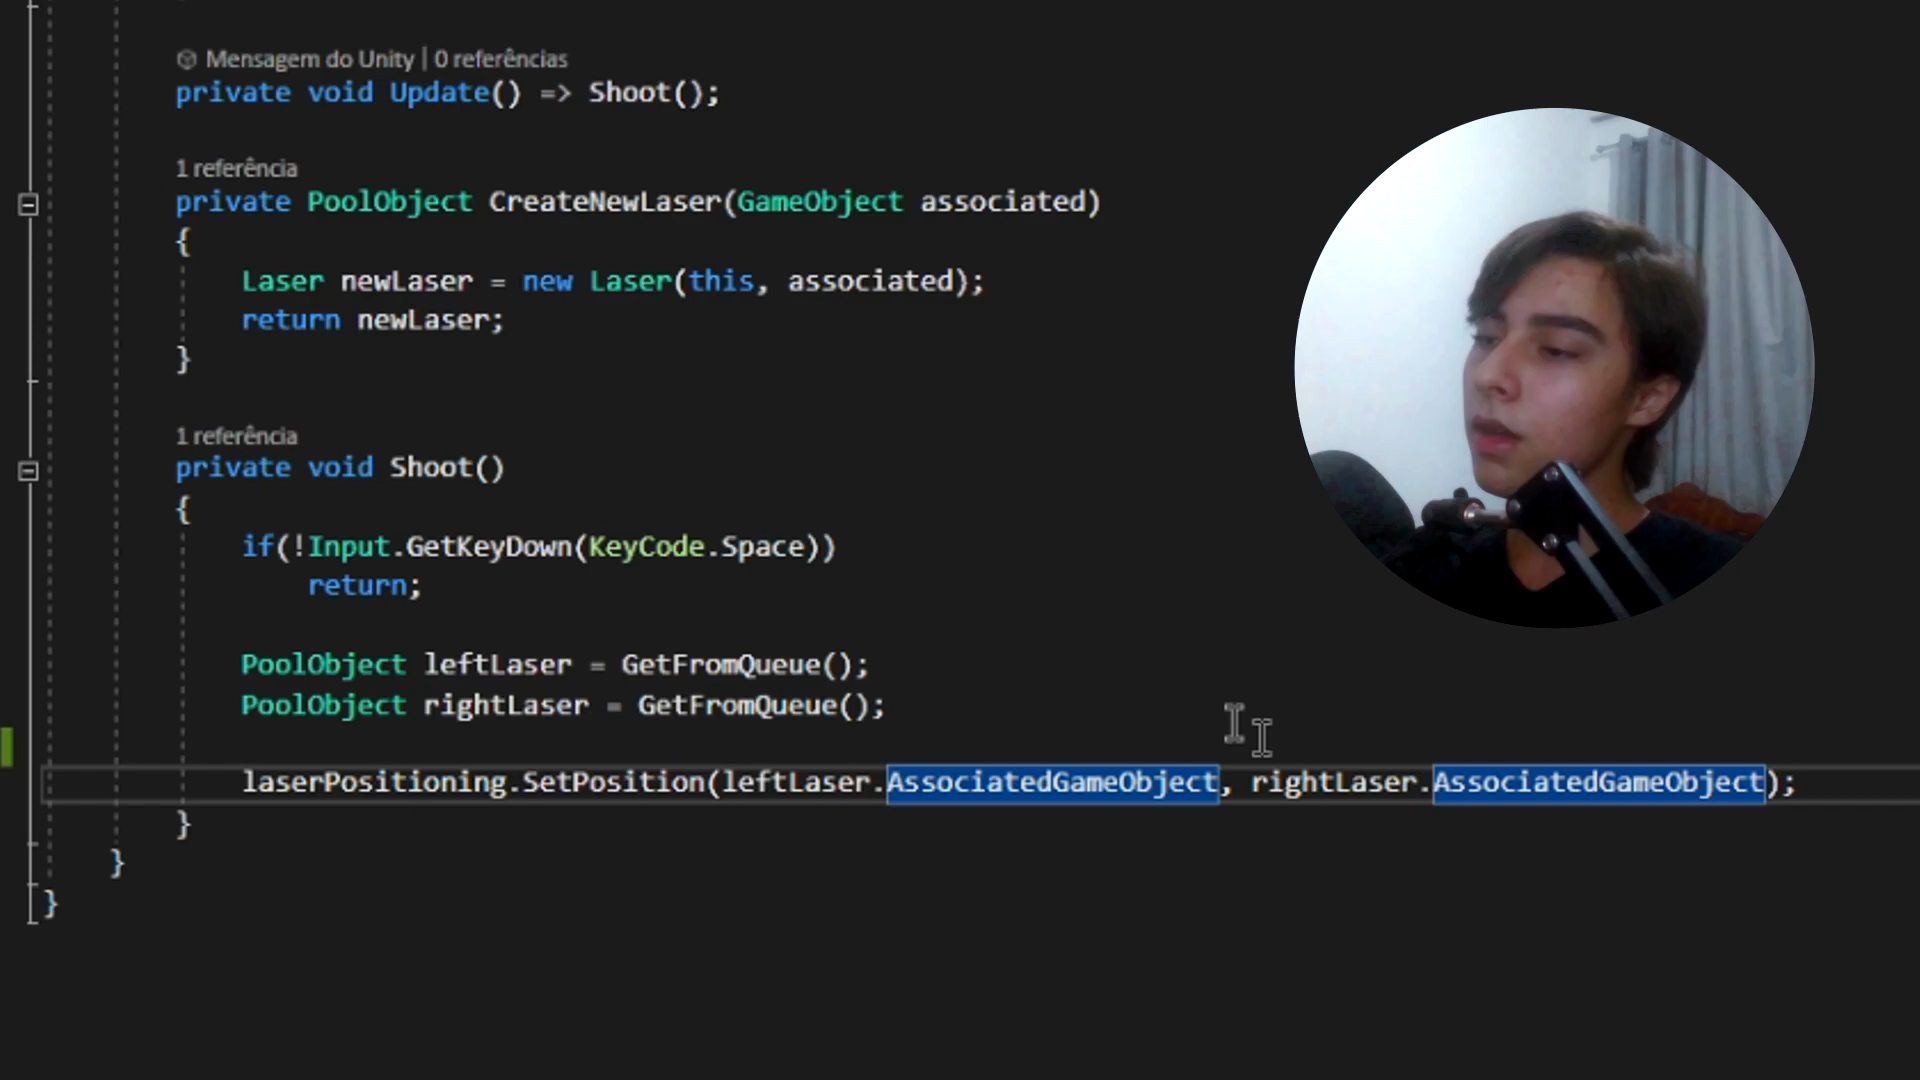 Mensagem do Unity | 0 referências
private void Update() => Shoot();
1 referência
private PoolObject CreateNewLaser(GameObject associated)
{
Laser newLaser = new Laser(this, associated);
return newLaser;
}
1 referência
private void Shoot()
{
if(!Input.GetKeyDown(KeyCode.Space))
return;
PoolObject leftLaser = GetFromQueue();
PoolObject rightLaser = GetFromQueue();
laserPositioning.SetPosition(leftLaser.AssociatedGameObject, rightLaser.AssociatedGameObject);
}
}
}